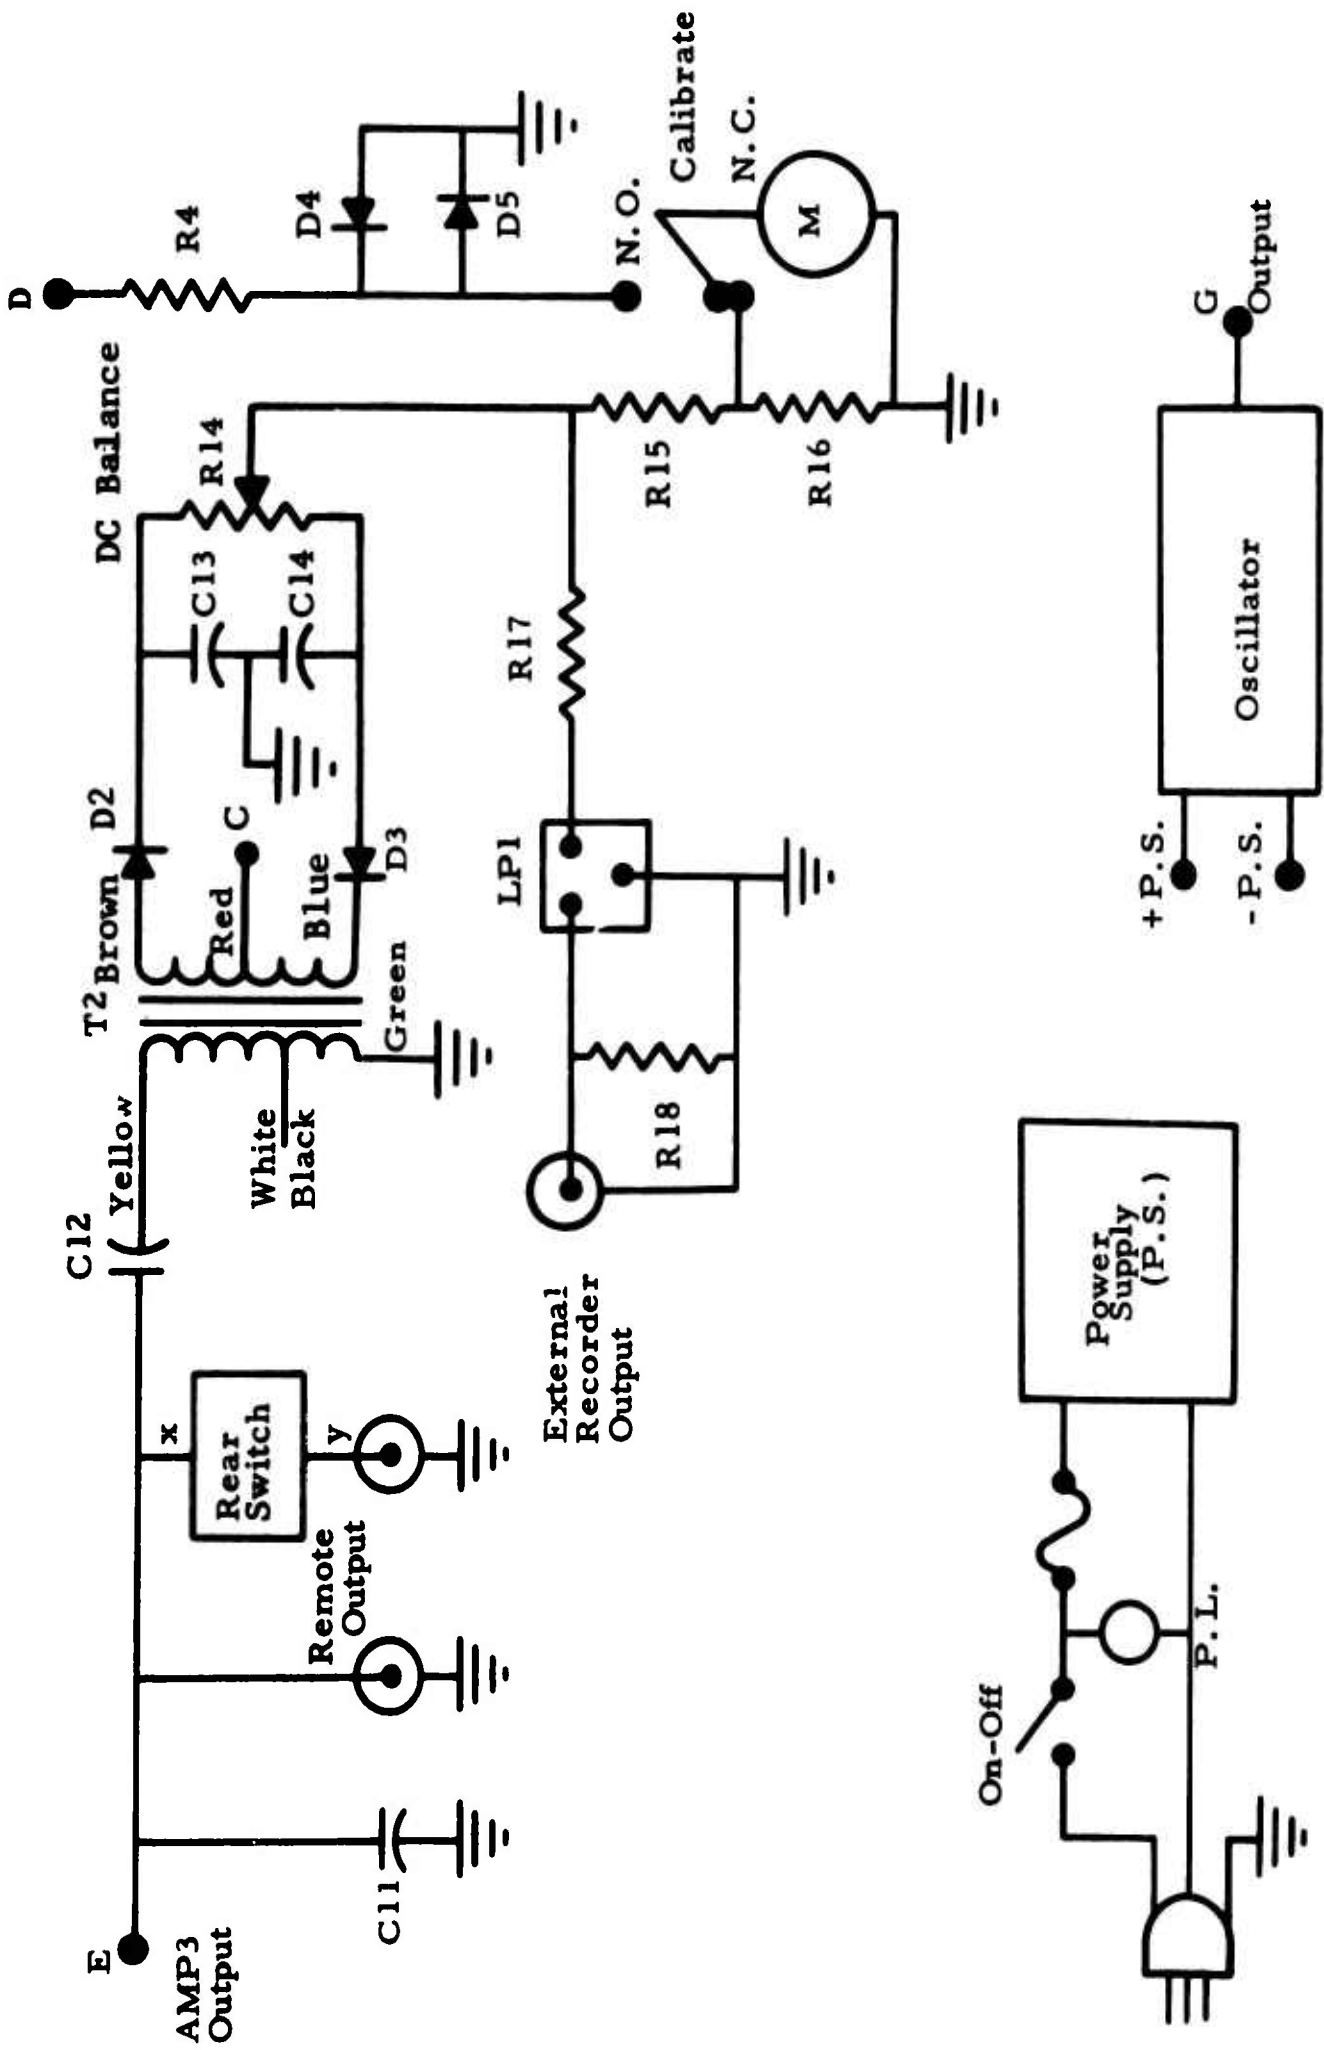 E
AMP3
Output
C11
Remote
Output
x
Rear
Switch
y
C12
Yellow
White
Black
T2
Brown
D2
Red
C
Blue
D3
Green
DC Balance
R14
C13
C14
D
R4
D4
D5
N.O.
Calibrate
N.C.
M
R15
R16
R17
LP1
R18
External
Recorder
Output
On-Off
P.L.
Power
Supply
(P.S.)
+P.S.
-P.S.
Oscillator
G
Output